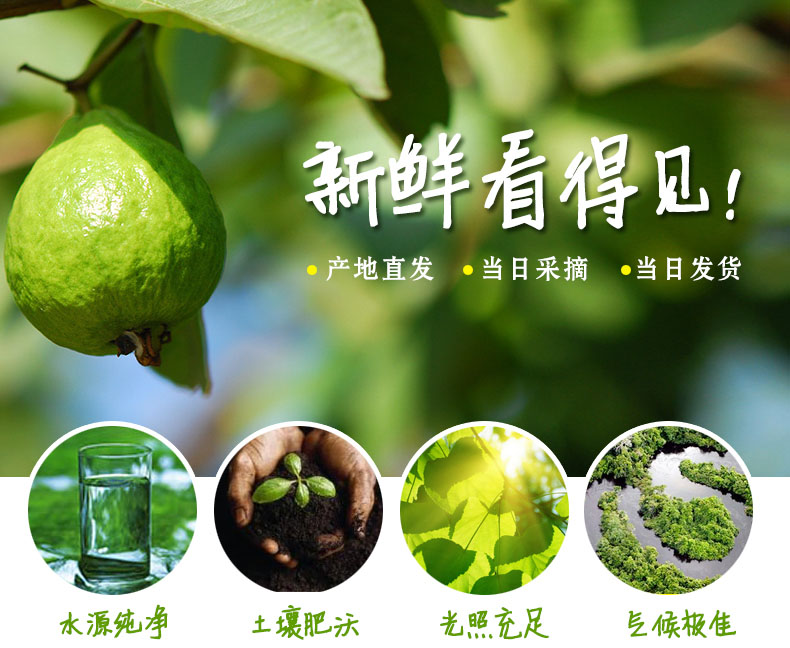 新鲜看得见!
• 产地直发 • 当日采摘 • 当日发货
水源纯净 土壤肥沃 光照充足 气候极佳